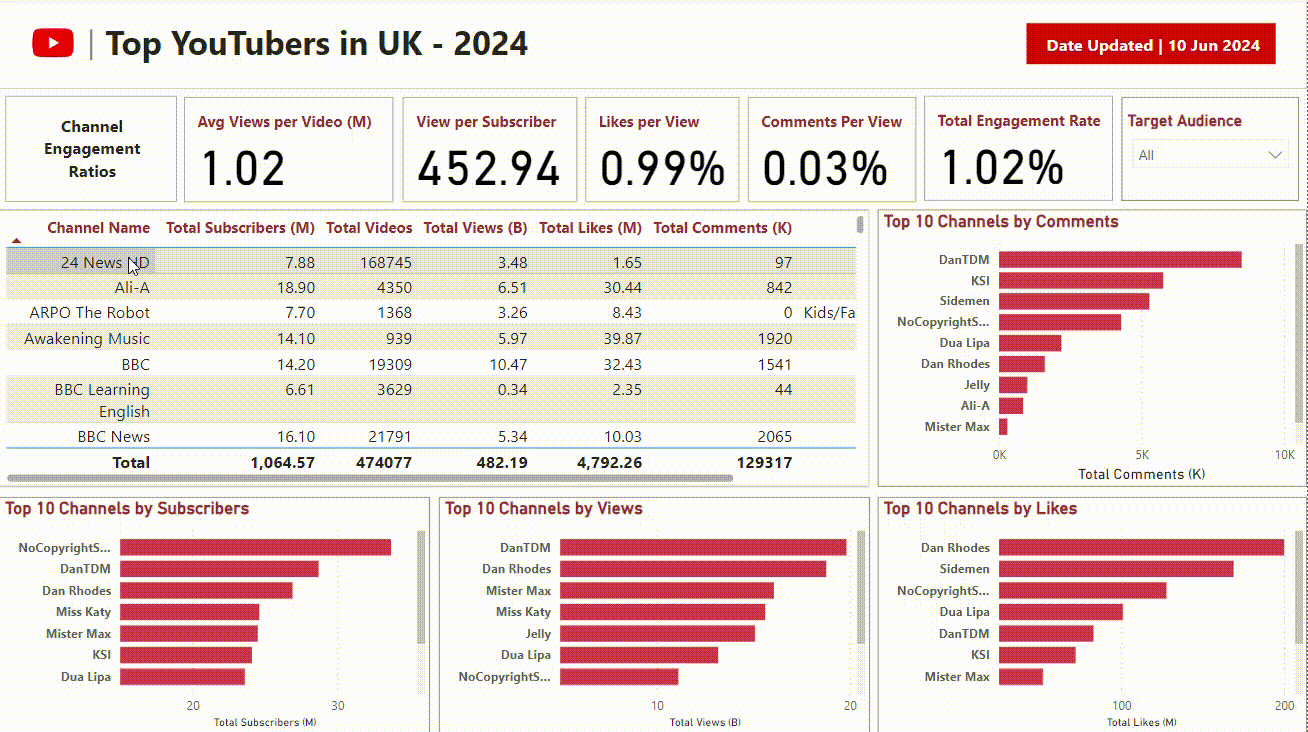 Top YouTubers in UK - 2024
Date Updated | 10 Jun 2024
Channel
Engagement
Ratios
Avg Views per Video (M)
1.02
View per Subscriber
452.94
Likes per View
0.99%
Comments Per View
0.03%
Total Engagement Rate
1.02%
Target Audience
All
Channel Name Total Subscribers (M) Total Videos Total Views (B) Total Likes (M) Total Comments (K)
24 News HD 7.88 168745 3.48 1.65 97
Ali-A 18.90 4350 6.51 30.44 842
ARPO The Robot 7.70 1368 3.26 8.43 0 Kids/Fa
Awakening Music 14.10 939 5.97 39.87 1920
BBC 14.20 19309 10.47 32.43 1541
BBC Learning 6.61 3629 0.34 2.35 44
English
BBC News 16.10 21791 5.34 10.03 2065
Total 1,064.57 474077 482.19 4,792.26 129317
Top 10 Channels by Comments
DanTDM
KSI
Sidemen
NoCopyrightS...
Dua Lipa
Dan Rhodes
Jelly
Ali-A
Mister Max
0K 5K 10K
Total Comments (K)
Top 10 Channels by Subscribers
NoCopyrightS...
DanTDM
Dan Rhodes
Miss Katy
Mister Max
KSI
Dua Lipa
20 30
Total Subscribers (M)
Top 10 Channels by Views
DanTDM
Dan Rhodes
Mister Max
Miss Katy
Jelly
Dua Lipa
NoCopyrightS...
10 20
Total Views (B)
Top 10 Channels by Likes
Dan Rhodes
Sidemen
NoCopyrightS...
Dua Lipa
DanTDM
KSI
Mister Max
100 200
Total Likes (M)